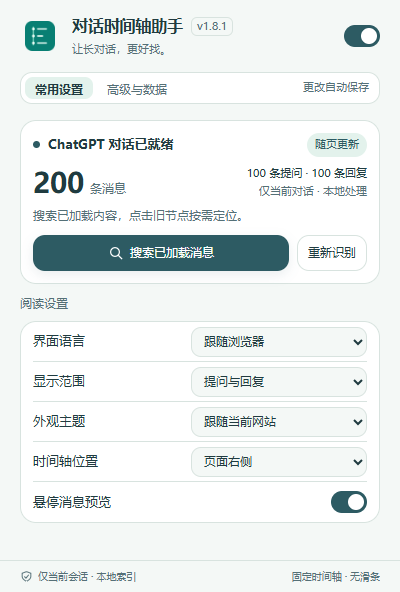 对话时间轴助手 v1.8.1
让长对话，更好找。
常用设置 高级与数据 更改自动保存
ChatGPT 对话已就绪 随页更新
200 条消息
100 条提问 · 100 条回复
仅当前对话 · 本地处理
搜索已加载内容，点击旧节点按需定位。
搜索已加载消息 重新识别
阅读设置
界面语言 跟随浏览器
显示范围 提问与回复
外观主题 跟随当前网站
时间轴位置 页面右侧
悬停消息预览
仅当前会话 · 本地索引 固定时间轴 · 无滑条